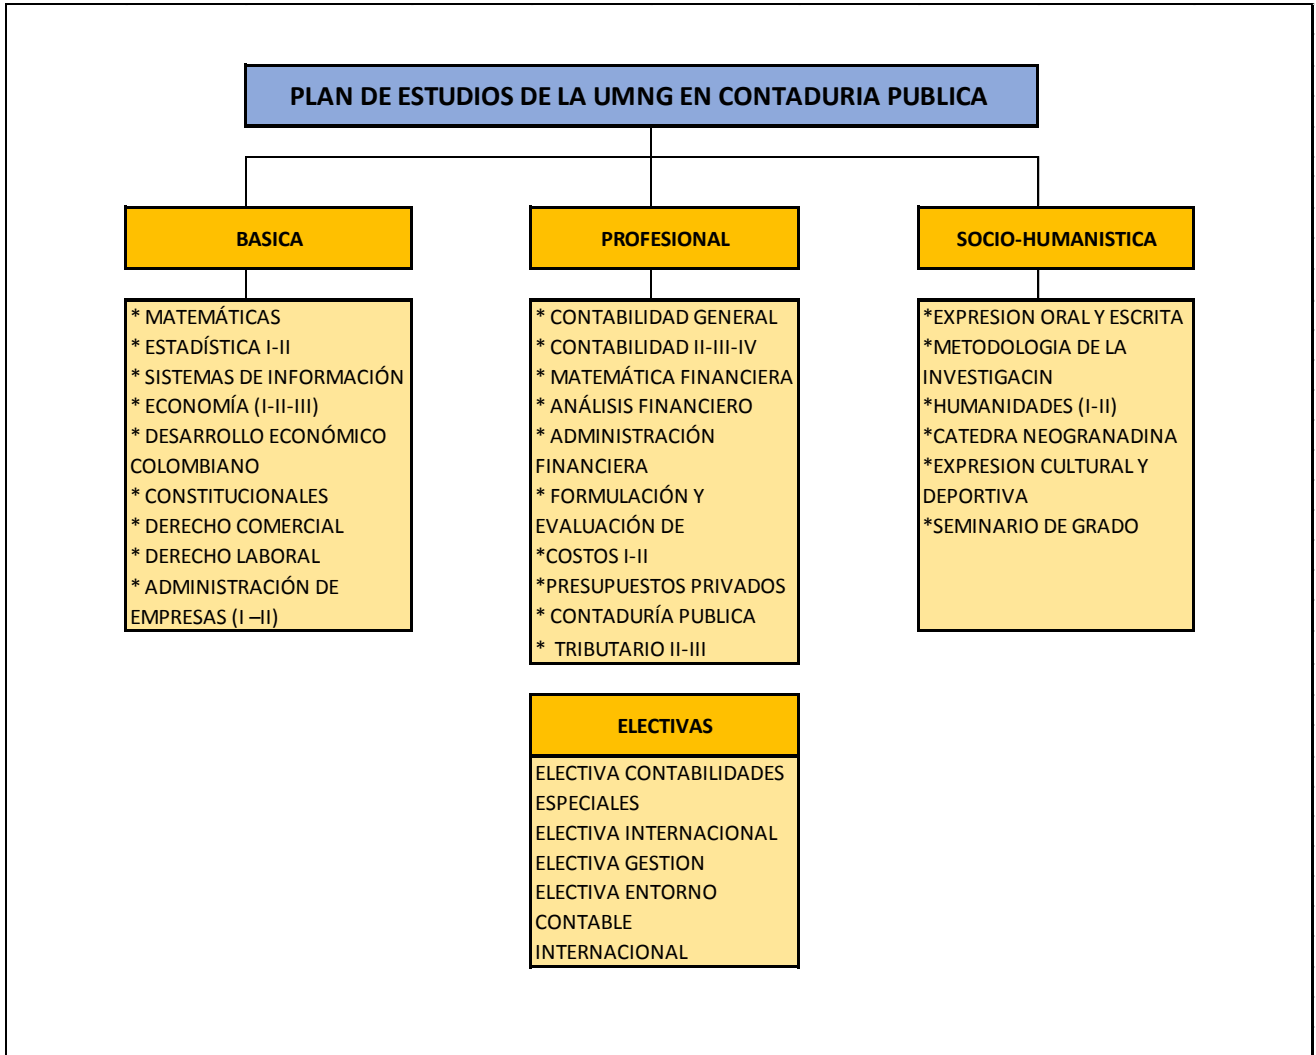 PLAN DE ESTUDIOS DE LA UMNG EN CONTADURIA PUBLICA
BASICA
* MATEMÁTICAS
* ESTADÍSTICA I-II
* SISTEMAS DE INFORMACIÓN
* ECONOMÍA (I-II-III)
* DESARROLLO ECONÓMICO
COLOMBIANO
* CONSTITUCIONALES
* DERECHO COMERCIAL
* DERECHO LABORAL
* ADMINISTRACIÓN DE
EMPRESAS (I –II)
PROFESIONAL
* CONTABILIDAD GENERAL
* CONTABILIDAD II-III-IV
* MATEMÁTICA FINANCIERA
* ANÁLISIS FINANCIERO
* ADMINISTRACIÓN
FINANCIERA
* FORMULACIÓN Y
EVALUACIÓN DE
*COSTOS I-II
*PRESUPUESTOS PRIVADOS
* CONTADURÍA PUBLICA
* TRIBUTARIO II-III
ELECTIVAS
ELECTIVA CONTABILIDADES
ESPECIALES
ELECTIVA INTERNACIONAL
ELECTIVA GESTION
ELECTIVA ENTORNO
CONTABLE
INTERNACIONAL
SOCIO-HUMANISTICA
*EXPRESION ORAL Y ESCRITA
*METODOLOGIA DE LA
INVESTIGACIN
*HUMANIDADES (I-II)
*CATEDRA NEOGRANADINA
*EXPRESION CULTURAL Y
DEPORTIVA
*SEMINARIO DE GRADO